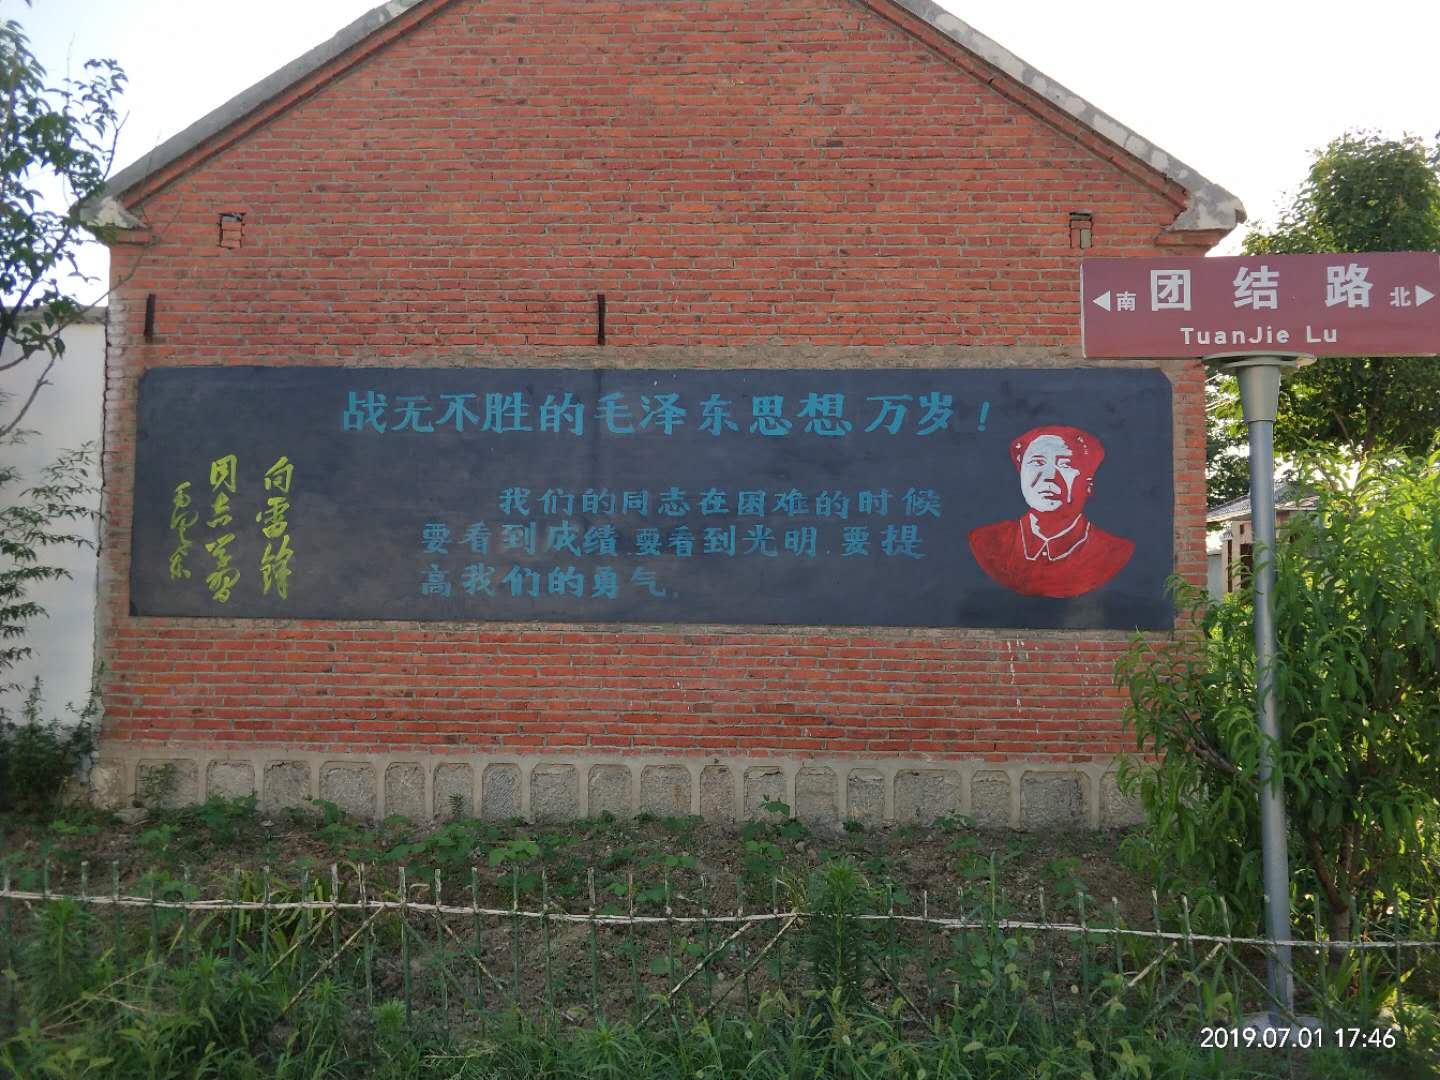 战无不胜的毛泽东思想万岁！
向雷锋
同志学习
毛泽东
我们的同志在困难的时候
要看到成绩.要看到光明.要提
高我们的勇气.
南 团结路 北
TuanJie Lu
2019.07.01 17:46